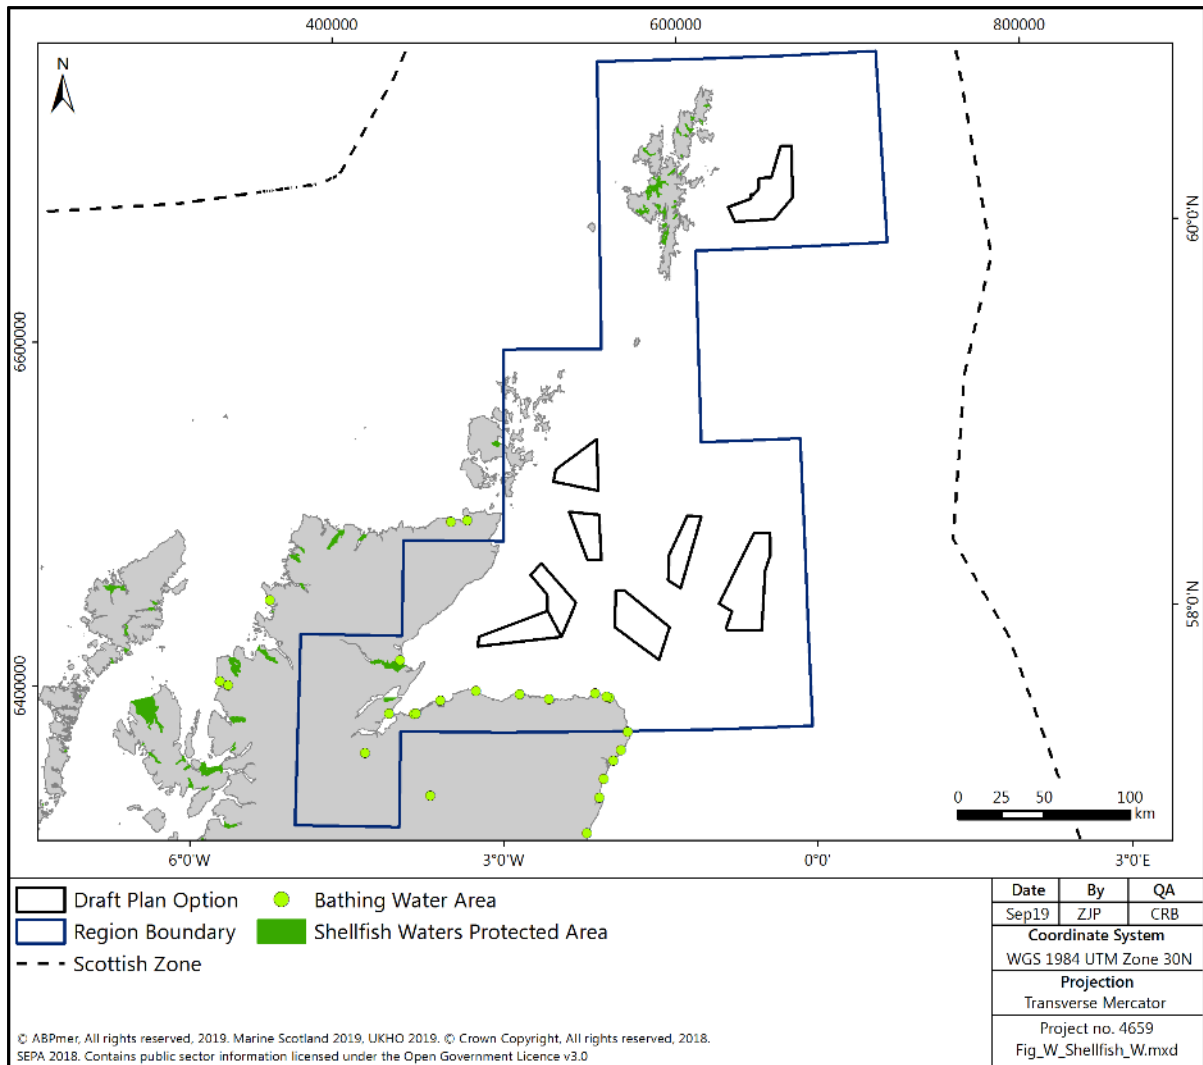 400000
600000
800000
N
60°0'N
6600000
58°0'N
6400000
0 25 50 100
km
6°0'W
3°0'W
0°0'
3°0'E
Draft Plan Option
Bathing Water Area
Region Boundary
Shellfish Waters Protected Area
Scottish Zone
Date By QA
Sep19 ZJP CRB
Coordinate System
WGS 1984 UTM Zone 30N
Projection
Transverse Mercator
Project no. 4659
Fig_W_Shellfish_W.mxd
© ABPmer, All rights reserved, 2019. Marine Scotland 2019, UKHO 2019. © Crown Copyright, All rights reserved, 2018.
SEPA 2018. Contains public sector information licensed under the Open Government Licence v3.0